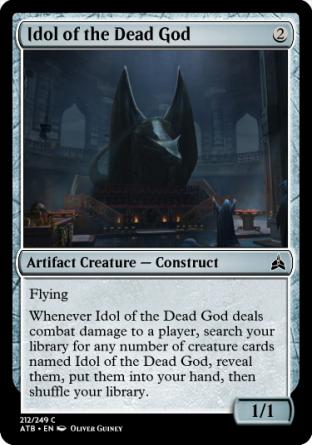 Idol of the Dead God 2
Artifact Creature — Construct
Flying
Whenever Idol of the Dead God deals
combat damage to a player, search your
library for any number of creature cards
named Idol of the Dead God, reveal
them, put them into your hand, then
shuffle your library.
1/1
212/249 C
ATB • EN OLIVER GUINEY